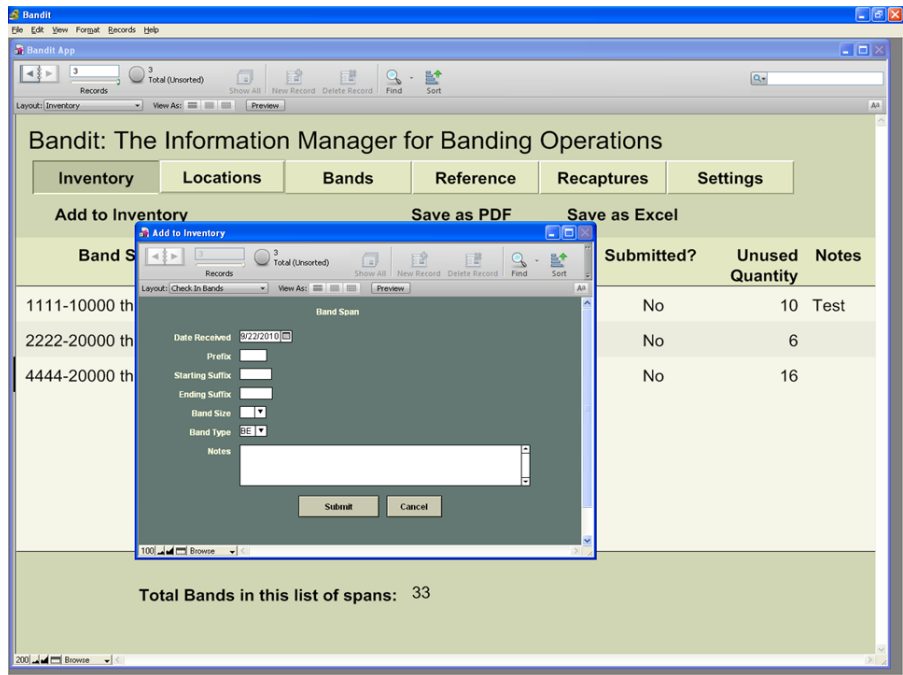 Bandit
File Edit View Format Records Help
Bandit App
3
3
Total (Unsorted)
Records
Show All New Record Delete Record Find Sort
Layout: Inventory View As: Preview Aa
Bandit: The Information Manager for Banding Operations
Inventory Locations Bands Reference Recaptures Settings
Add to Inventory Save as PDF Save as Excel
Band S Submitted? Unused Quantity Notes
1111-10000 th No 10 Test
2222-20000 th No 6
4444-20000 th No 16
Add to Inventory
3
3
Total (Unsorted)
Records
Show All New Record Delete Record Find Sort
Layout: Check In Bands View As: Preview Aa
Band Span
Date Received 9/22/2010
Prefix
Starting Suffix
Ending Suffix
Band Size
Band Type BE
Notes
Submit Cancel
100 Browse
Total Bands in this list of spans: 33
200 Browse